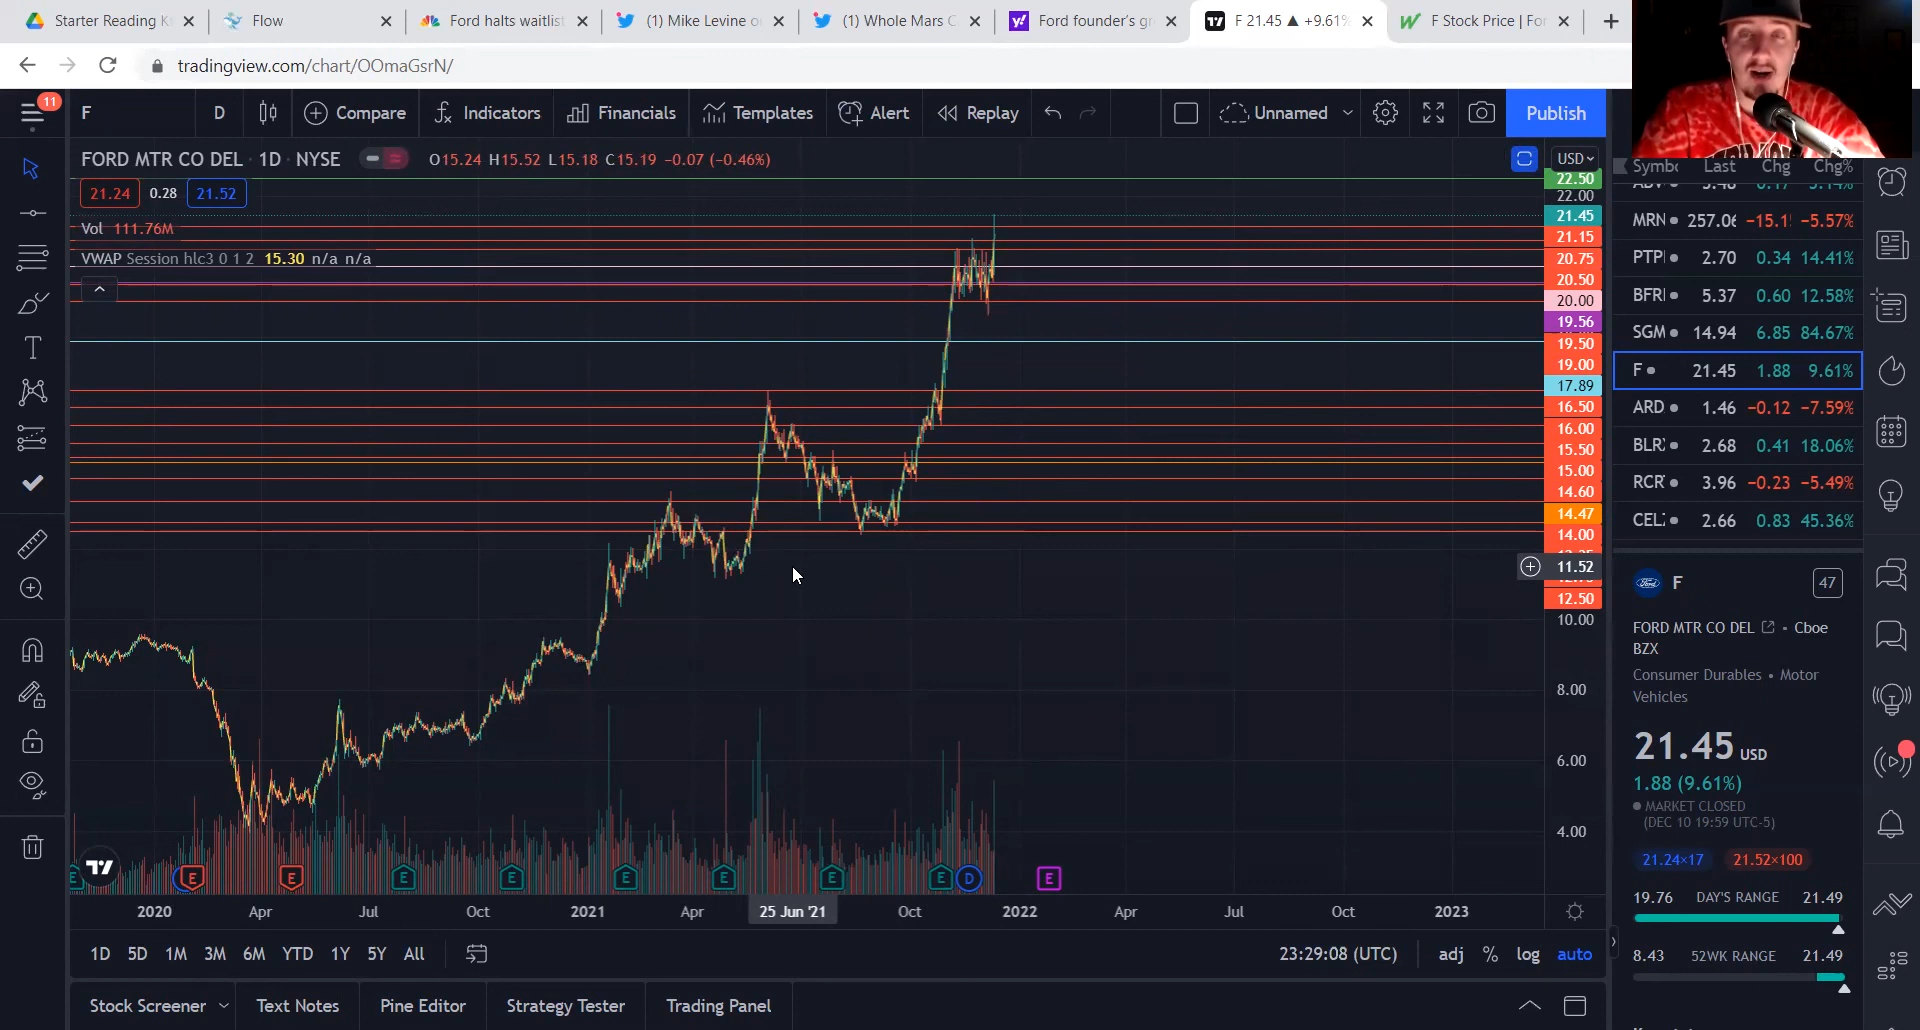 Starter Reading K
Flow
Ford halts waitlist
(1) Mike Levine o
(1) Whole Mars C
Ford founder's gr
F 21.45 ▲ +9.61%
F Stock Price | For
tradingview.com/chart/OOmaGsrN/
11
F
D
Compare
Indicators
Financials
Templates
Alert
Replay
Unnamed
Publish
FORD MTR CO DEL · 1D · NYSE
O15.24 H15.52 L15.18 C15.19 -0.07 (-0.46%)
21.24 0.28 21.52
Vol 111.76M
VWAP Session hlc3 0 1 2 15.30 n/a n/a
USD
22.50
22.00
21.45
21.15
20.75
20.50
20.00
19.56
19.50
19.00
17.89
16.50
16.00
15.50
15.00
14.60
14.47
14.00
11.52
12.50
10.00
8.00
6.00
4.00
E E E E E E E E E D E
2020 Apr Jul Oct 2021 Apr 25 Jun '21 Oct 2022 Apr Jul Oct 2023
1D 5D 1M 3M 6M YTD 1Y 5Y All
23:29:08 (UTC)
adj % log auto
Stock Screener
Text Notes
Pine Editor
Strategy Tester
Trading Panel
Symbo Last Chg Chg%
MRN 257.06 −15.1 −5.57%
PTP 2.70 0.34 14.41%
BFRI 5.37 0.60 12.58%
SGM 14.94 6.85 84.67%
F 21.45 1.88 9.61%
ARD 1.46 −0.12 −7.59%
BLR 2.68 0.41 18.06%
RCR 3.96 −0.23 −5.49%
CEL 2.66 0.83 45.36%
Ford
F
47
FORD MTR CO DEL • Cboe
BZX
Consumer Durables • Motor
Vehicles
21.45 USD
1.88 (9.61%)
MARKET CLOSED
(DEC 10 19:59 UTC-5)
21.24×17 21.52×100
19.76 DAY'S RANGE 21.49
8.43 52WK RANGE 21.49